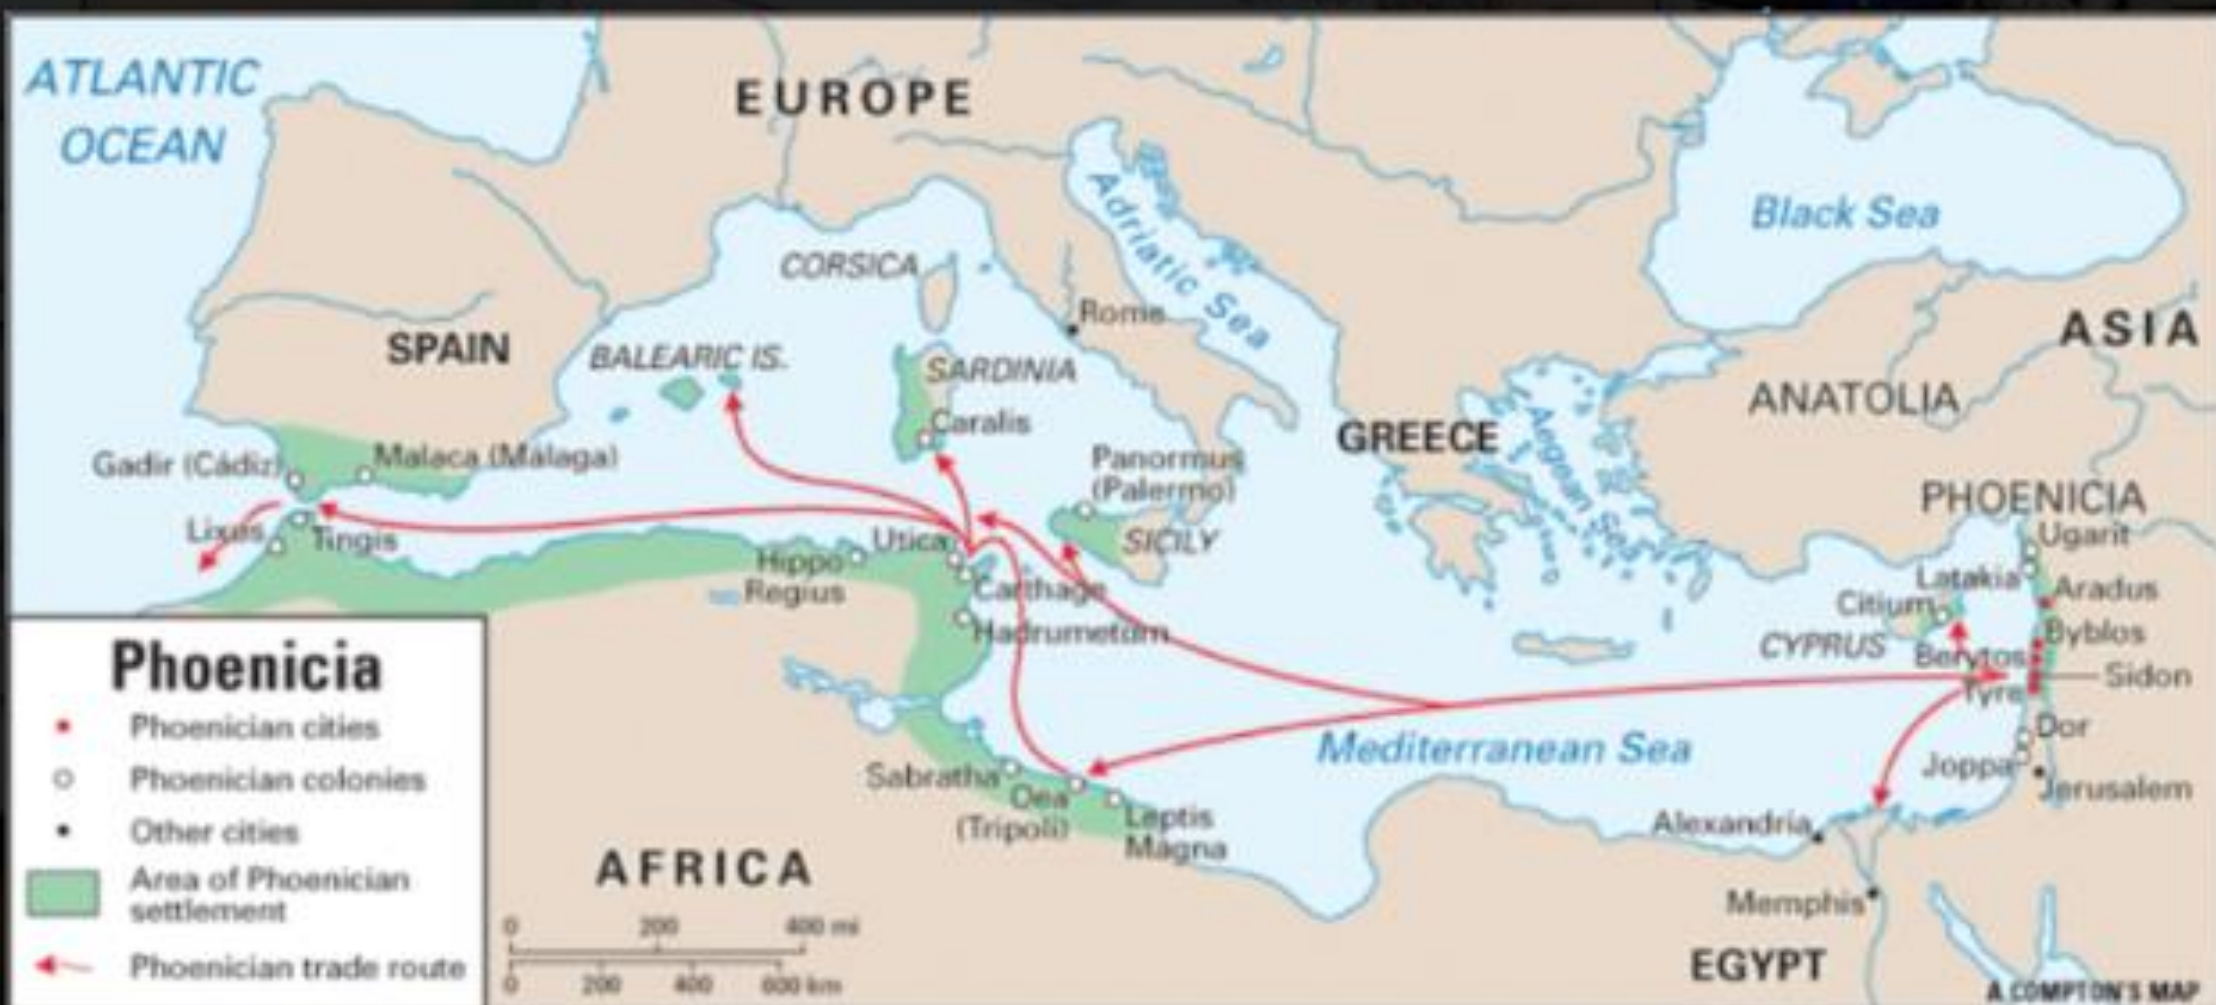 ATLANTIC
OCEAN
EUROPE
Black Sea
Adriatic Sea
CORSICA
Rome
ASIA
SPAIN
BALEARIC IS.
SARDINIA
ANATOLIA
Caralis
GREECE
Aegean Sea
Gadir (Cádiz)
Malaca (Málaga)
Panormus
(Palermo)
PHOENICIA
Lixus
Tingis
Utica
SICILY
Ugarit
Hippo
Regius
Carthage
Latakia
Aradus
Citium
Hadrumetum
CYPRUS
Byblos
Berytos
Sidon
Tyre
Dor
Mediterranean Sea
Joppa
Jerusalem
Sabratha
Oea
(Tripoli)
Leptis
Magna
Alexandria
AFRICA
Memphis
EGYPT
Phoenicia
Phoenician cities
Phoenician colonies
Other cities
Area of Phoenician
settlement
Phoenician trade route
0 200 400 mi
0 200 400 600 km
A COMPTON'S MAP